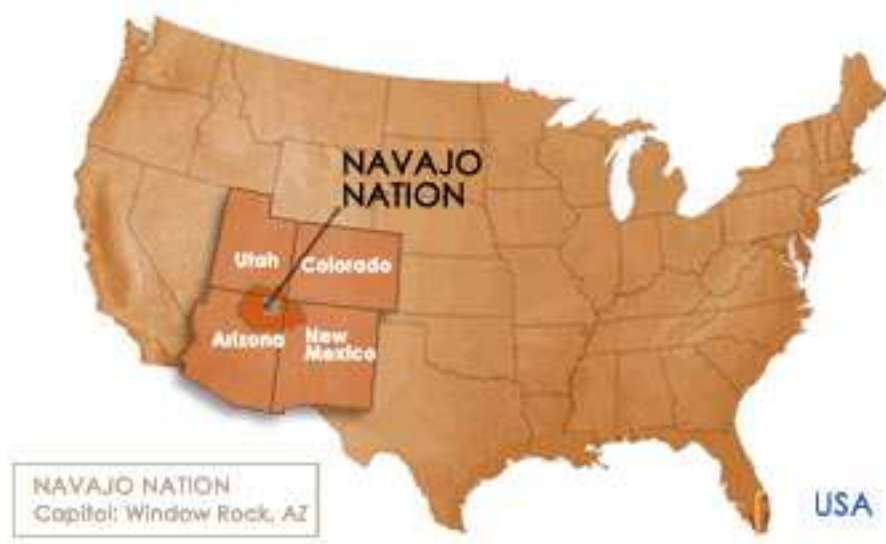 NAVAJO
NATION
Utah
Colorado
Arizona
New
Mexico
NAVAJO NATION
Capitol: Window Rock, AZ
USA